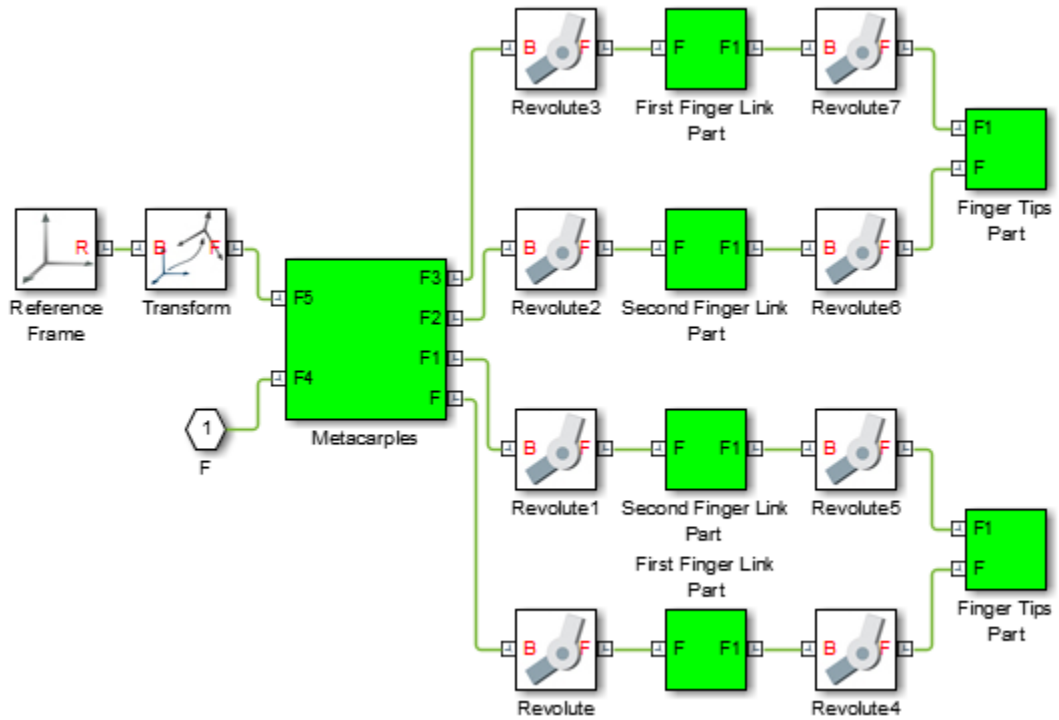 B F F F1 B F
Revolute3
First Finger Link
Part
Revolute7
F1
F
Finger Tips
Part
R B F
Reference
Frame
Transform
B F F F1 B F
Revolute2
Second Finger Link
Part
Revolute6
F5
F4
F3
F2
F1
F
Metacarples
1
F
B F F F1 B F
Revolute1
Second Finger Link
Part
Revolute5
F1
F
Finger Tips
Part
First Finger Link
Part
B F F F1 B F
Revolute
Revolute4